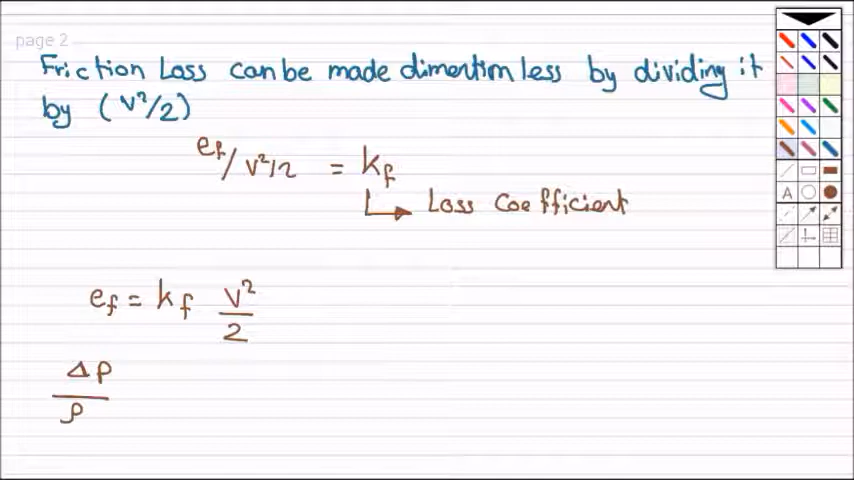 page 2
Friction Loss can be made dimentionless by dividing it
by (V²/2)
ef/V²/2 = kf
Loss Coefficient
ef = kf V²/2
ΔP/ρ
A